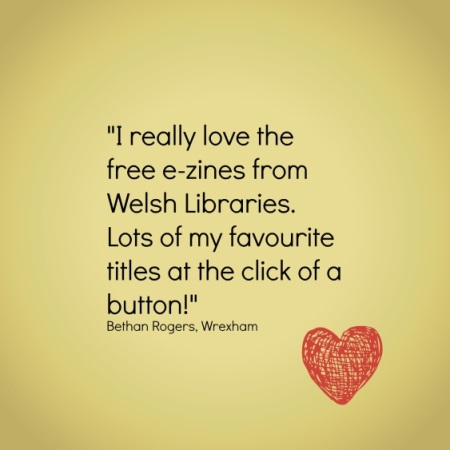 "I really love the
free e-zines from
Welsh Libraries.
Lots of my favourite
titles at the click of a
button!"
Bethan Rogers, Wrexham